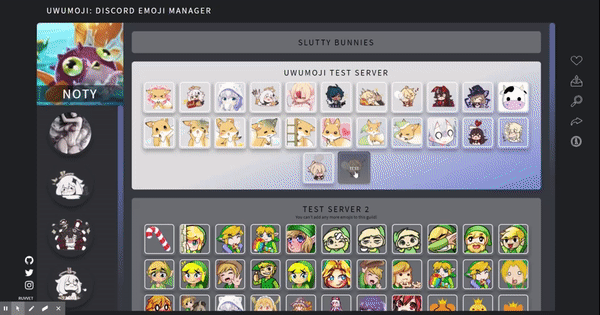 UWUMOJI: DISCORD EMOJI MANAGER
SLUTTY BUNNIES
UWUMOJI TEST SERVER
NOTY
TEST SERVER 2
You can't add any more emojis to this guild